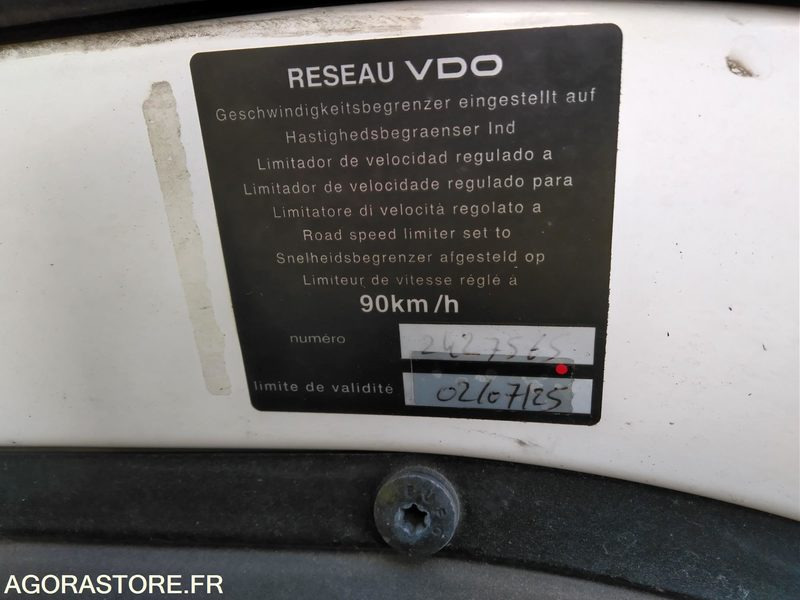 RESEAU VDO
Geschwindigkeitsbegrenzer eingestellt auf
Hastighedsbegraenser Ind
Limitador de velocidad regulado a
Limitador de velocidade regulado para
Limitatore di velocità regolato a
Road speed limiter set to
Snelheidsbegrenzer afgesteld op
Limiteur de vitesse réglé à
90km/h
numéro 2427565
limite de validité 02/07/25
AGORASTORE.FR